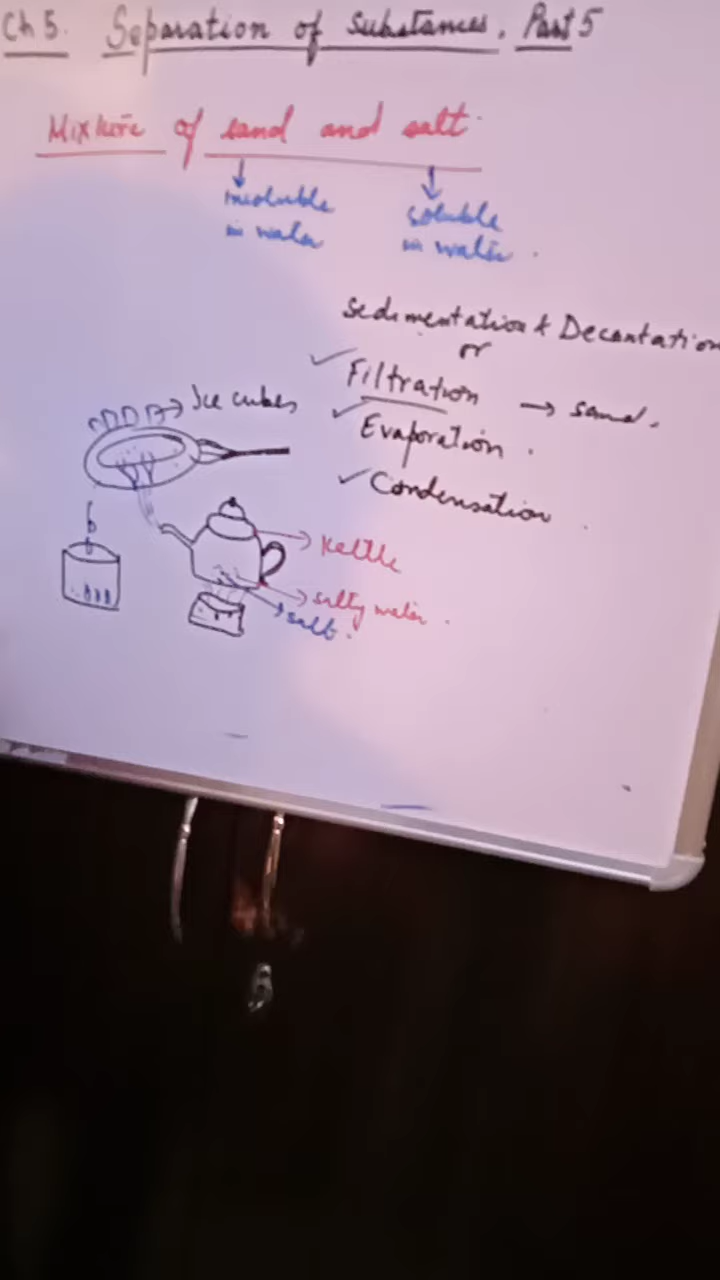 Ch 5. Separation of Substances. Part 5
Mixture of sand and salt.
insoluble
in water
soluble
in water.
Sedimentation & Decantation
or
Filtration → sand.
Evaporation.
Condensation.
Ice cubes
Kettle
salty water.
salt.